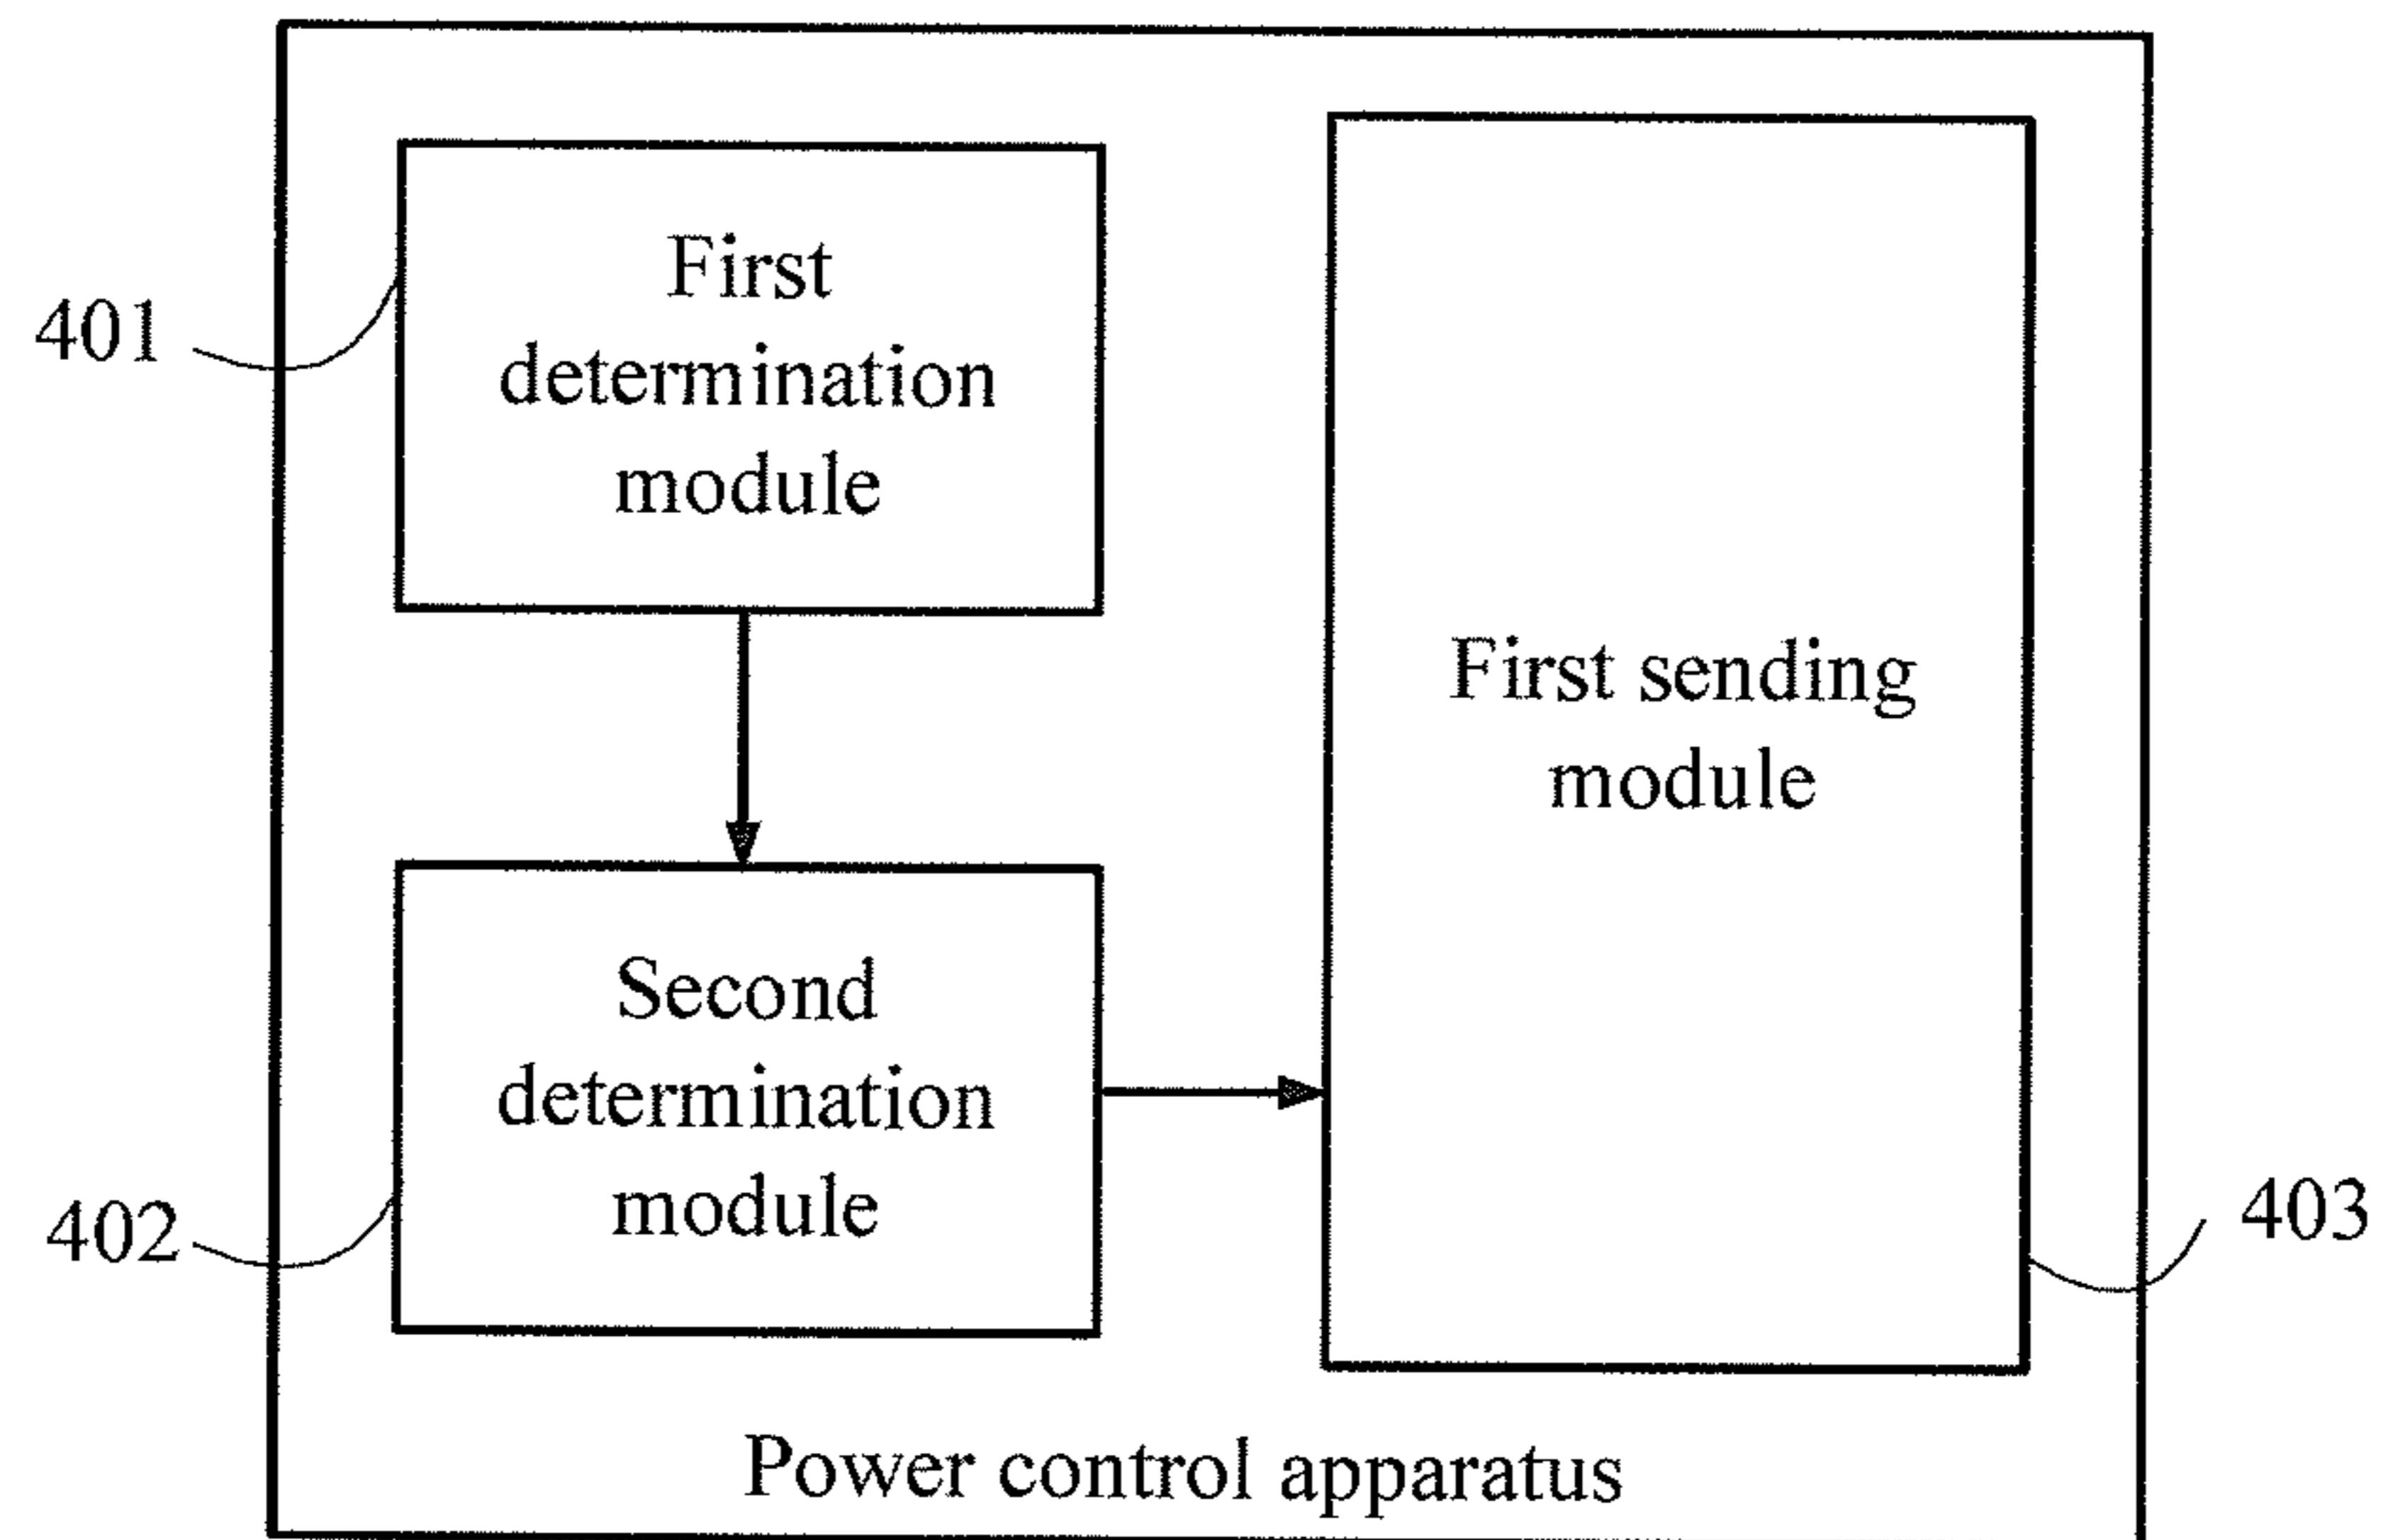 First
determination
module
401
First sending
module
Second
determination
module
402
403
Power control apparatus